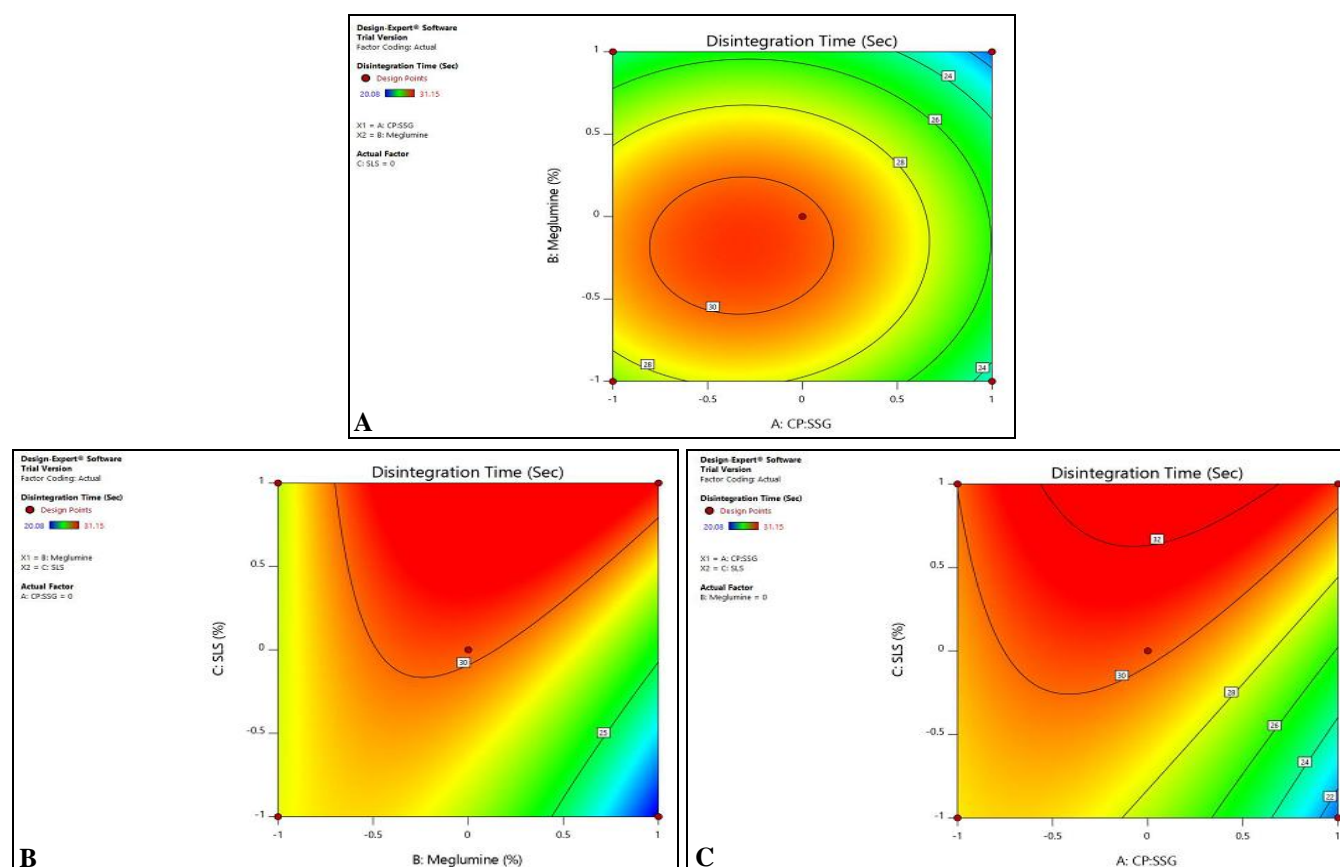 Design-Expert® Software
Trial Version
Factor Coding: Actual
Disintegration Time (Sec)
Design Points
20.08 31.15
X1 = A: CP:SSG
X2 = B: Meglumine
Actual Factor
C: SLS = 0
Disintegration Time (Sec)
B: Meglumine (%)
1
0.5
0
-0.5
-1
24
26
28
30
28
24
-1 -0.5 0 0.5 1
A: CP:SSG
A
Design-Expert® Software
Trial Version
Factor Coding: Actual
Disintegration Time (Sec)
Design Points
20.08 31.15
X1 = B: Meglumine
X2 = C: SLS
Actual Factor
A: CP:SSG = 0
Disintegration Time (Sec)
C: SLS (%)
1
0.5
0
-0.5
-1
30
25
-1 -0.5 0 0.5 1
B: Meglumine (%)
B
Design-Expert® Software
Trial Version
Factor Coding: Actual
Disintegration Time (Sec)
Design Points
20.08 31.15
X1 = A: CP:SSG
X2 = C: SLS
Actual Factor
B: Meglumine = 0
Disintegration Time (Sec)
C: SLS (%)
1
0.5
0
-0.5
-1
32
30
28
26
24
22
-1 -0.5 0 0.5 1
A: CP:SSG
C